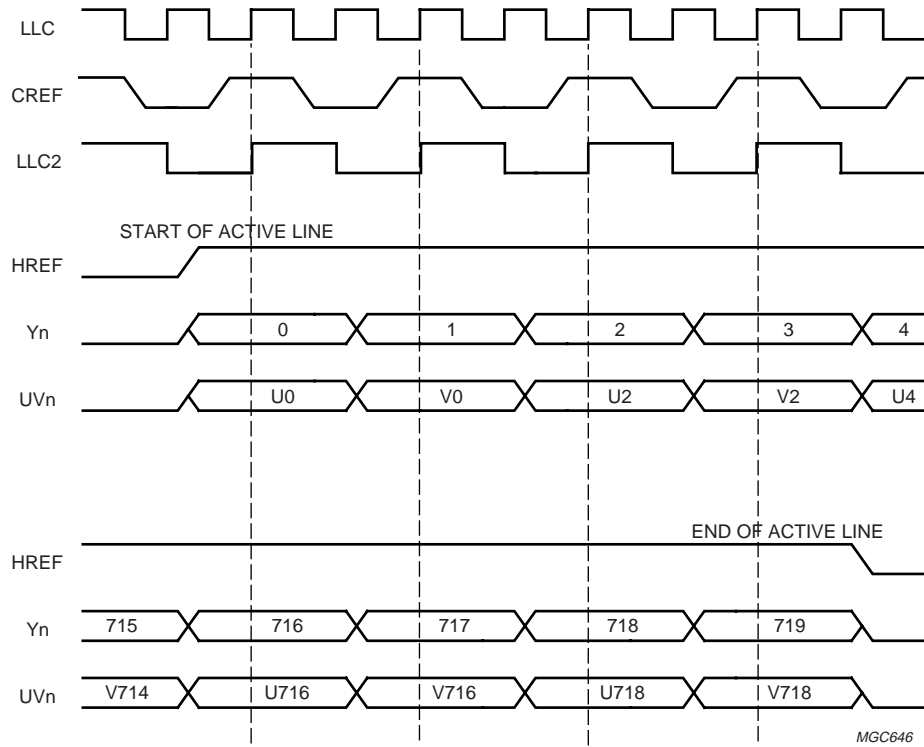 LLC
CREF
LLC2
START OF ACTIVE LINE
HREF
Yn 0 1 2 3 4
UVn U0 V0 U2 V2 U4
END OF ACTIVE LINE
HREF
Yn 715 716 717 718 719
UVn V714 U716 V716 U718 V718
MGC646